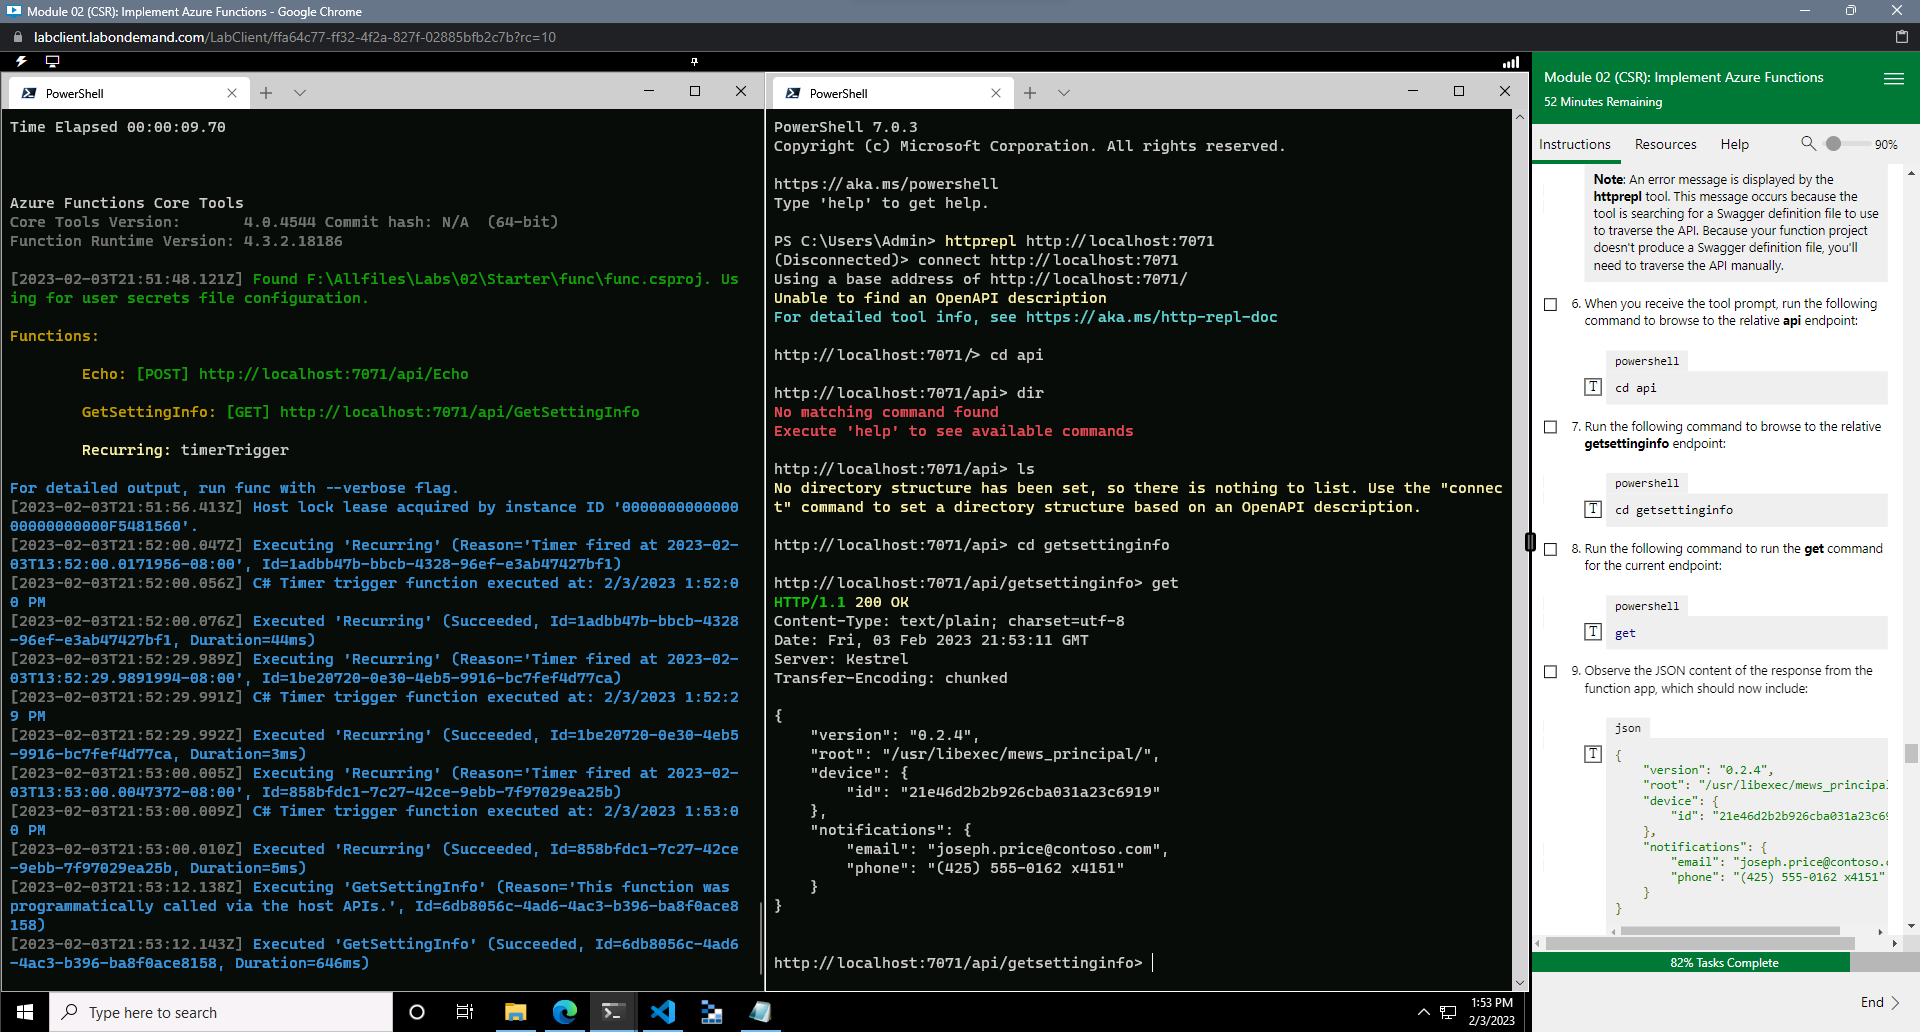 Module 02 (CSR): Implement Azure Functions - Google Chrome
labclient.labondemand.com/LabClient/ffa64c77-ff32-4f2a-827f-02885bfb2c7b?rc=10
PowerShell
Time Elapsed 00:00:09.70
Azure Functions Core Tools
Core Tools Version:       4.0.4544 Commit hash: N/A  (64-bit)
Function Runtime Version: 4.3.2.18186
[2023-02-03T21:51:48.121Z] Found F:\Allfiles\Labs\02\Starter\func\func.csproj. Us
ing for user secrets file configuration.
Functions:
Echo: [POST] http://localhost:7071/api/Echo
GetSettingInfo: [GET] http://localhost:7071/api/GetSettingInfo
Recurring: timerTrigger
For detailed output, run func with --verbose flag.
[2023-02-03T21:51:56.413Z] Host lock lease acquired by instance ID '0000000000000
00000000000F5481560'.
[2023-02-03T21:52:00.047Z] Executing 'Recurring' (Reason='Timer fired at 2023-02-
03T13:52:00.0171956-08:00', Id=1adbb47b-bbcb-4328-96ef-e3ab47427bf1)
[2023-02-03T21:52:00.056Z] C# Timer trigger function executed at: 2/3/2023 1:52:0
0 PM
[2023-02-03T21:52:00.076Z] Executed 'Recurring' (Succeeded, Id=1adbb47b-bbcb-4328
-96ef-e3ab47427bf1, Duration=44ms)
[2023-02-03T21:52:29.989Z] Executing 'Recurring' (Reason='Timer fired at 2023-02-
03T13:52:29.9891994-08:00', Id=1be20720-0e30-4eb5-9916-bc7fef4d77ca)
[2023-02-03T21:52:29.991Z] C# Timer trigger function executed at: 2/3/2023 1:52:2
9 PM
[2023-02-03T21:52:29.992Z] Executed 'Recurring' (Succeeded, Id=1be20720-0e30-4eb5
-9916-bc7fef4d77ca, Duration=3ms)
[2023-02-03T21:53:00.005Z] Executing 'Recurring' (Reason='Timer fired at 2023-02-
03T13:53:00.0047372-08:00', Id=858bfdc1-7c27-42ce-9ebb-7f97029ea25b)
[2023-02-03T21:53:00.009Z] C# Timer trigger function executed at: 2/3/2023 1:53:0
0 PM
[2023-02-03T21:53:00.010Z] Executed 'Recurring' (Succeeded, Id=858bfdc1-7c27-42ce
-9ebb-7f97029ea25b, Duration=5ms)
[2023-02-03T21:53:12.138Z] Executing 'GetSettingInfo' (Reason='This function was
programmatically called via the host APIs.', Id=6db8056c-4ad6-4ac3-b396-ba8f0ace8
158)
[2023-02-03T21:53:12.143Z] Executed 'GetSettingInfo' (Succeeded, Id=6db8056c-4ad6
-4ac3-b396-ba8f0ace8158, Duration=646ms)
PowerShell
PowerShell 7.0.3
Copyright (c) Microsoft Corporation. All rights reserved.
https://aka.ms/powershell
Type 'help' to get help.
PS C:\Users\Admin> httprepl http://localhost:7071
(Disconnected)> connect http://localhost:7071
Using a base address of http://localhost:7071/
Unable to find an OpenAPI description
For detailed tool info, see https://aka.ms/http-repl-doc
http://localhost:7071/> cd api
http://localhost:7071/api> dir
No matching command found
Execute 'help' to see available commands
http://localhost:7071/api> ls
No directory structure has been set, so there is nothing to list. Use the "connec
t" command to set a directory structure based on an OpenAPI description.
http://localhost:7071/api> cd getsettinginfo
http://localhost:7071/api/getsettinginfo> get
HTTP/1.1 200 OK
Content-Type: text/plain; charset=utf-8
Date: Fri, 03 Feb 2023 21:53:11 GMT
Server: Kestrel
Transfer-Encoding: chunked
{
    "version": "0.2.4",
    "root": "/usr/libexec/mews_principal/",
    "device": {
        "id": "21e46d2b2b926cba031a23c6919"
    },
    "notifications": {
        "email": "joseph.price@contoso.com",
        "phone": "(425) 555-0162 x4151"
    }
}
http://localhost:7071/api/getsettinginfo>
Module 02 (CSR): Implement Azure Functions
52 Minutes Remaining
Instructions Resources Help 90%
Note: An error message is displayed by the
httprepl tool. This message occurs because the
tool is searching for a Swagger definition file to use
to traverse the API. Because your function project
doesn't produce a Swagger definition file, you'll
need to traverse the API manually.
6. When you receive the tool prompt, run the following
command to browse to the relative api endpoint:
powershell
T cd api
7. Run the following command to browse to the relative
getsettinginfo endpoint:
powershell
T cd getsettinginfo
8. Run the following command to run the get command
for the current endpoint:
powershell
T get
9. Observe the JSON content of the response from the
function app, which should now include:
json
T {
    "version": "0.2.4",
    "root": "/usr/libexec/mews_principal
    "device": {
        "id": "21e46d2b2b926cba031a23c69
    },
    "notifications": {
        "email": "joseph.price@contoso.c
        "phone": "(425) 555-0162 x4151"
    }
}
82% Tasks Complete
End
Type here to search
1:53 PM
2/3/2023